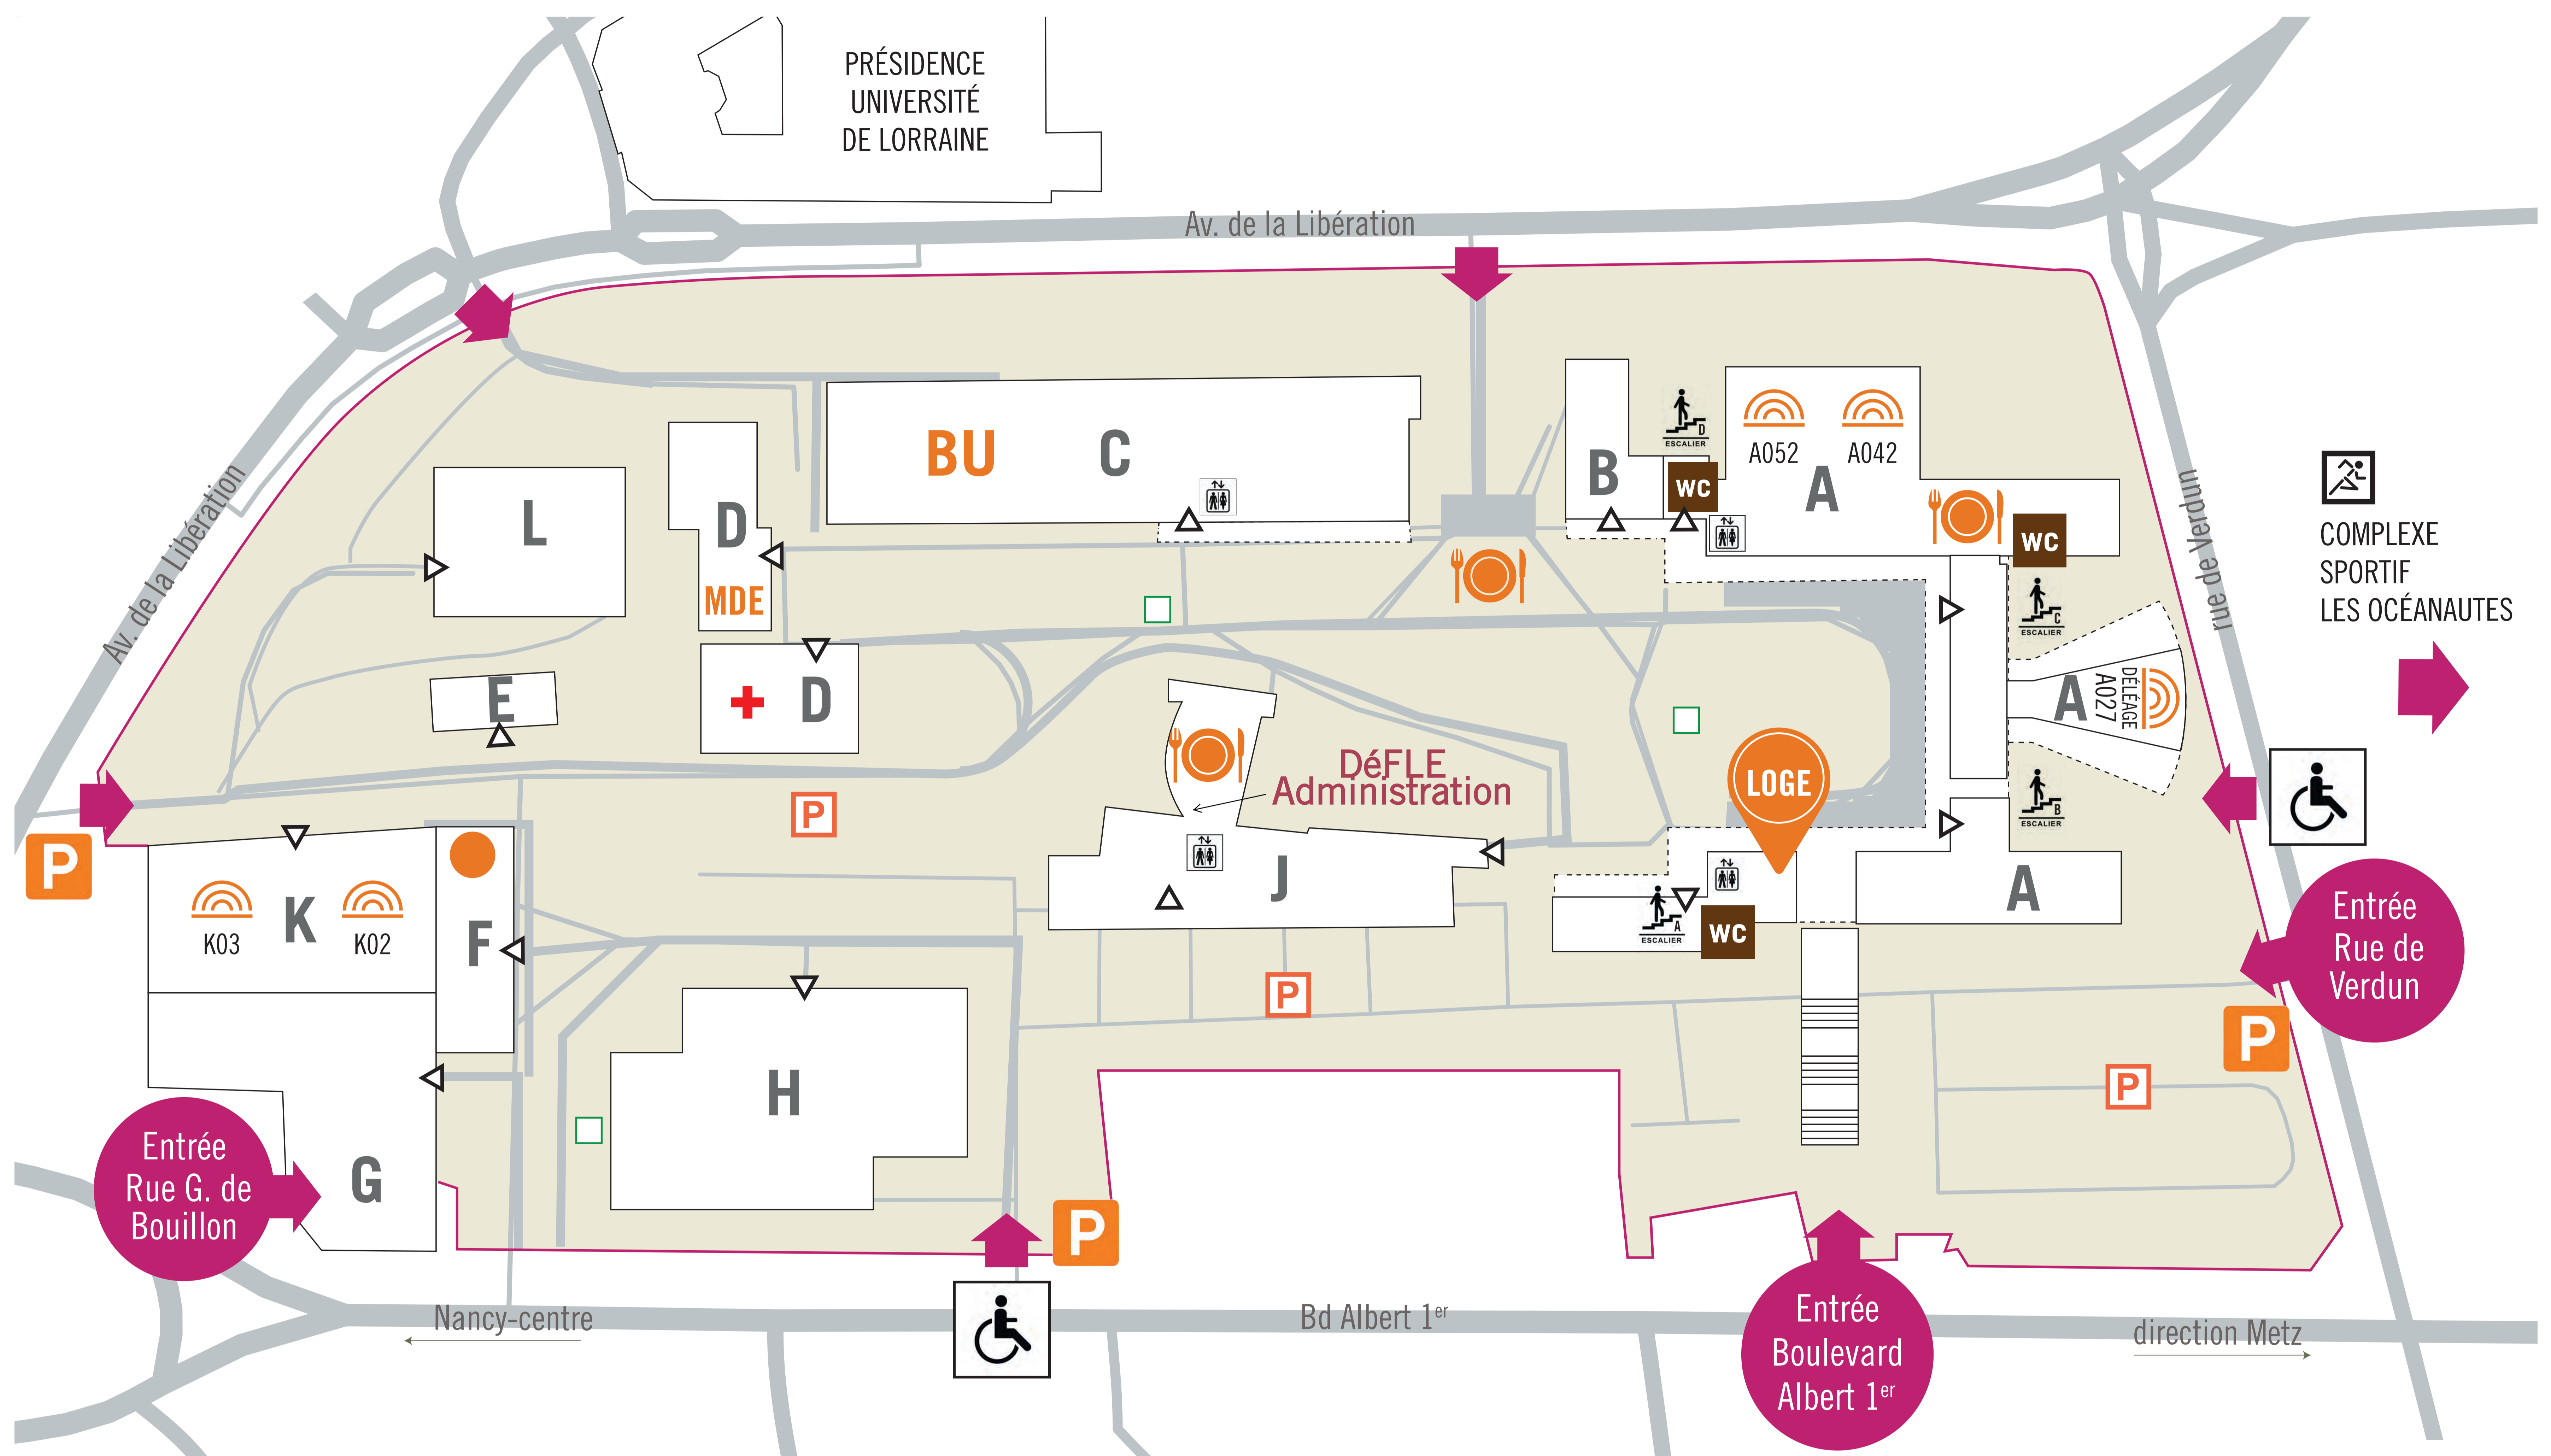 PRÉSIDENCE
UNIVERSITÉ
DE LORRAINE
Av. de la Libération
Av. de la Libération
rue de Verdun
COMPLEXE
SPORTIF
LES OCÉANAUTES
BU
C
B
D
ESCALIER
WC
A052
A042
A
WC
L
D
MDE
C
ESCALIER
E
D
A
A027
DÉLÉAGE
DéFLE
Administration
LOGE
B
ESCALIER
P
P
K03
K
K02
F
J
A
ESCALIER
WC
A
Entrée
Rue de
Verdun
P
P
P
H
Entrée
Rue G. de
Bouillon
G
P
Nancy-centre
Bd Albert 1er
Entrée
Boulevard
Albert 1er
direction Metz